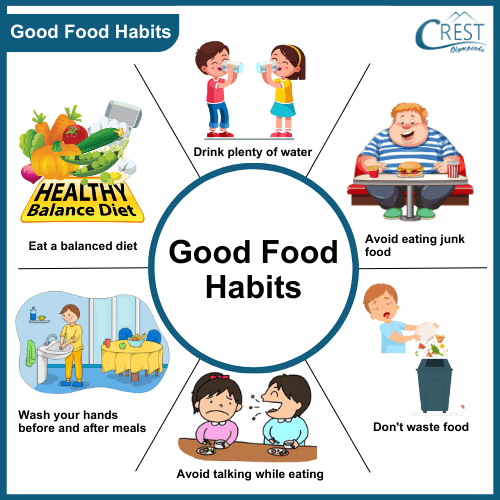 Good Food Habits
CREST
Olympiads
Drink plenty of water
HEALTHY
Balance Diet
Eat a balanced diet
Avoid eating junk
food
Good Food
Habits
Wash your hands
before and after meals
Avoid talking while eating
Don't waste food